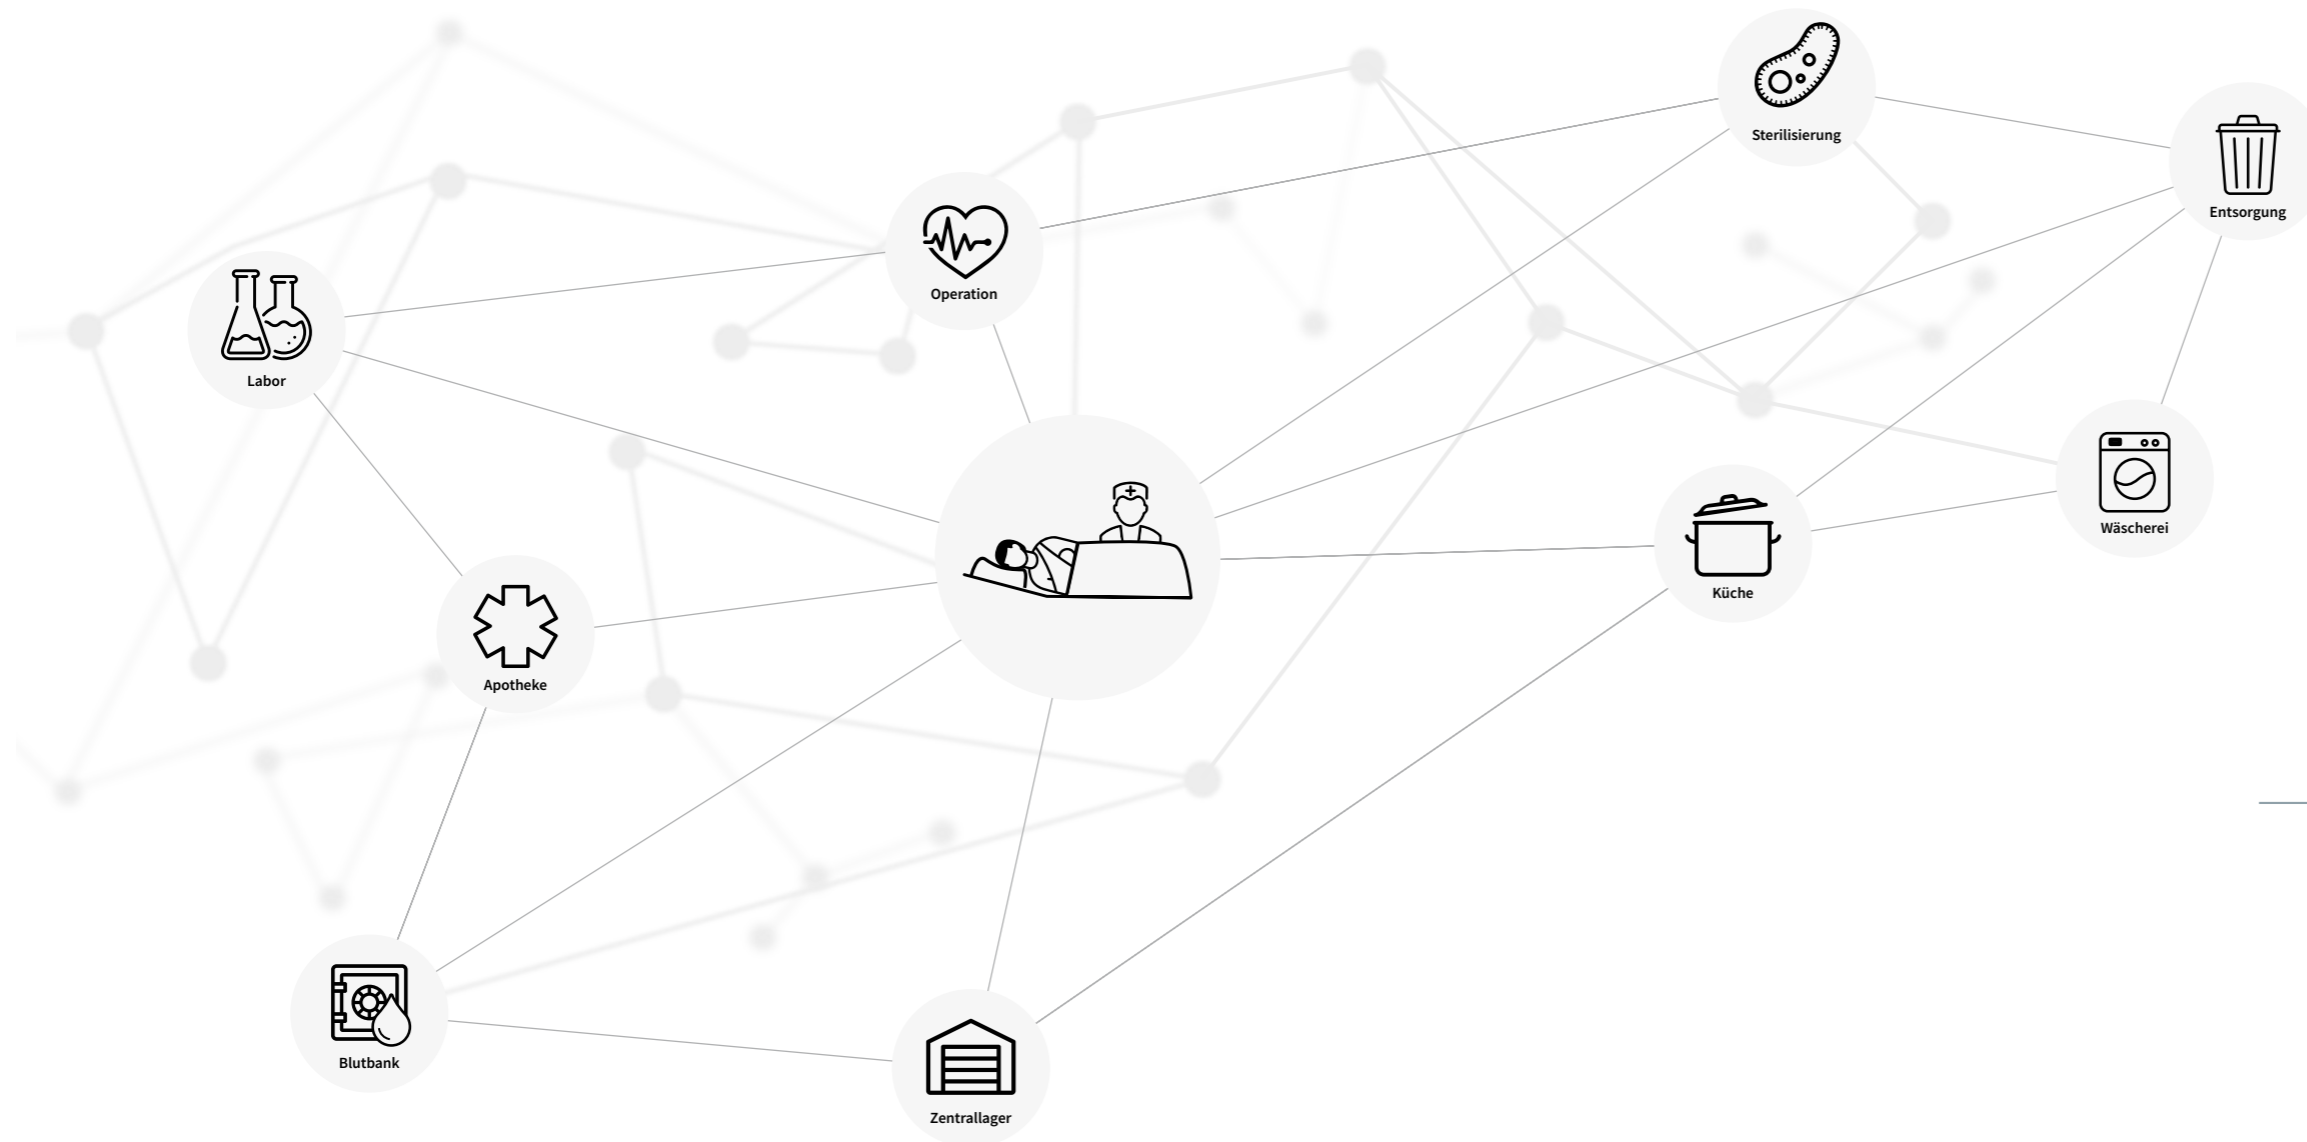 Sterilisierung
Entsorgung
Operation
Labor
Wäscherei
Küche
Apotheke
Blutbank
Zentrallager